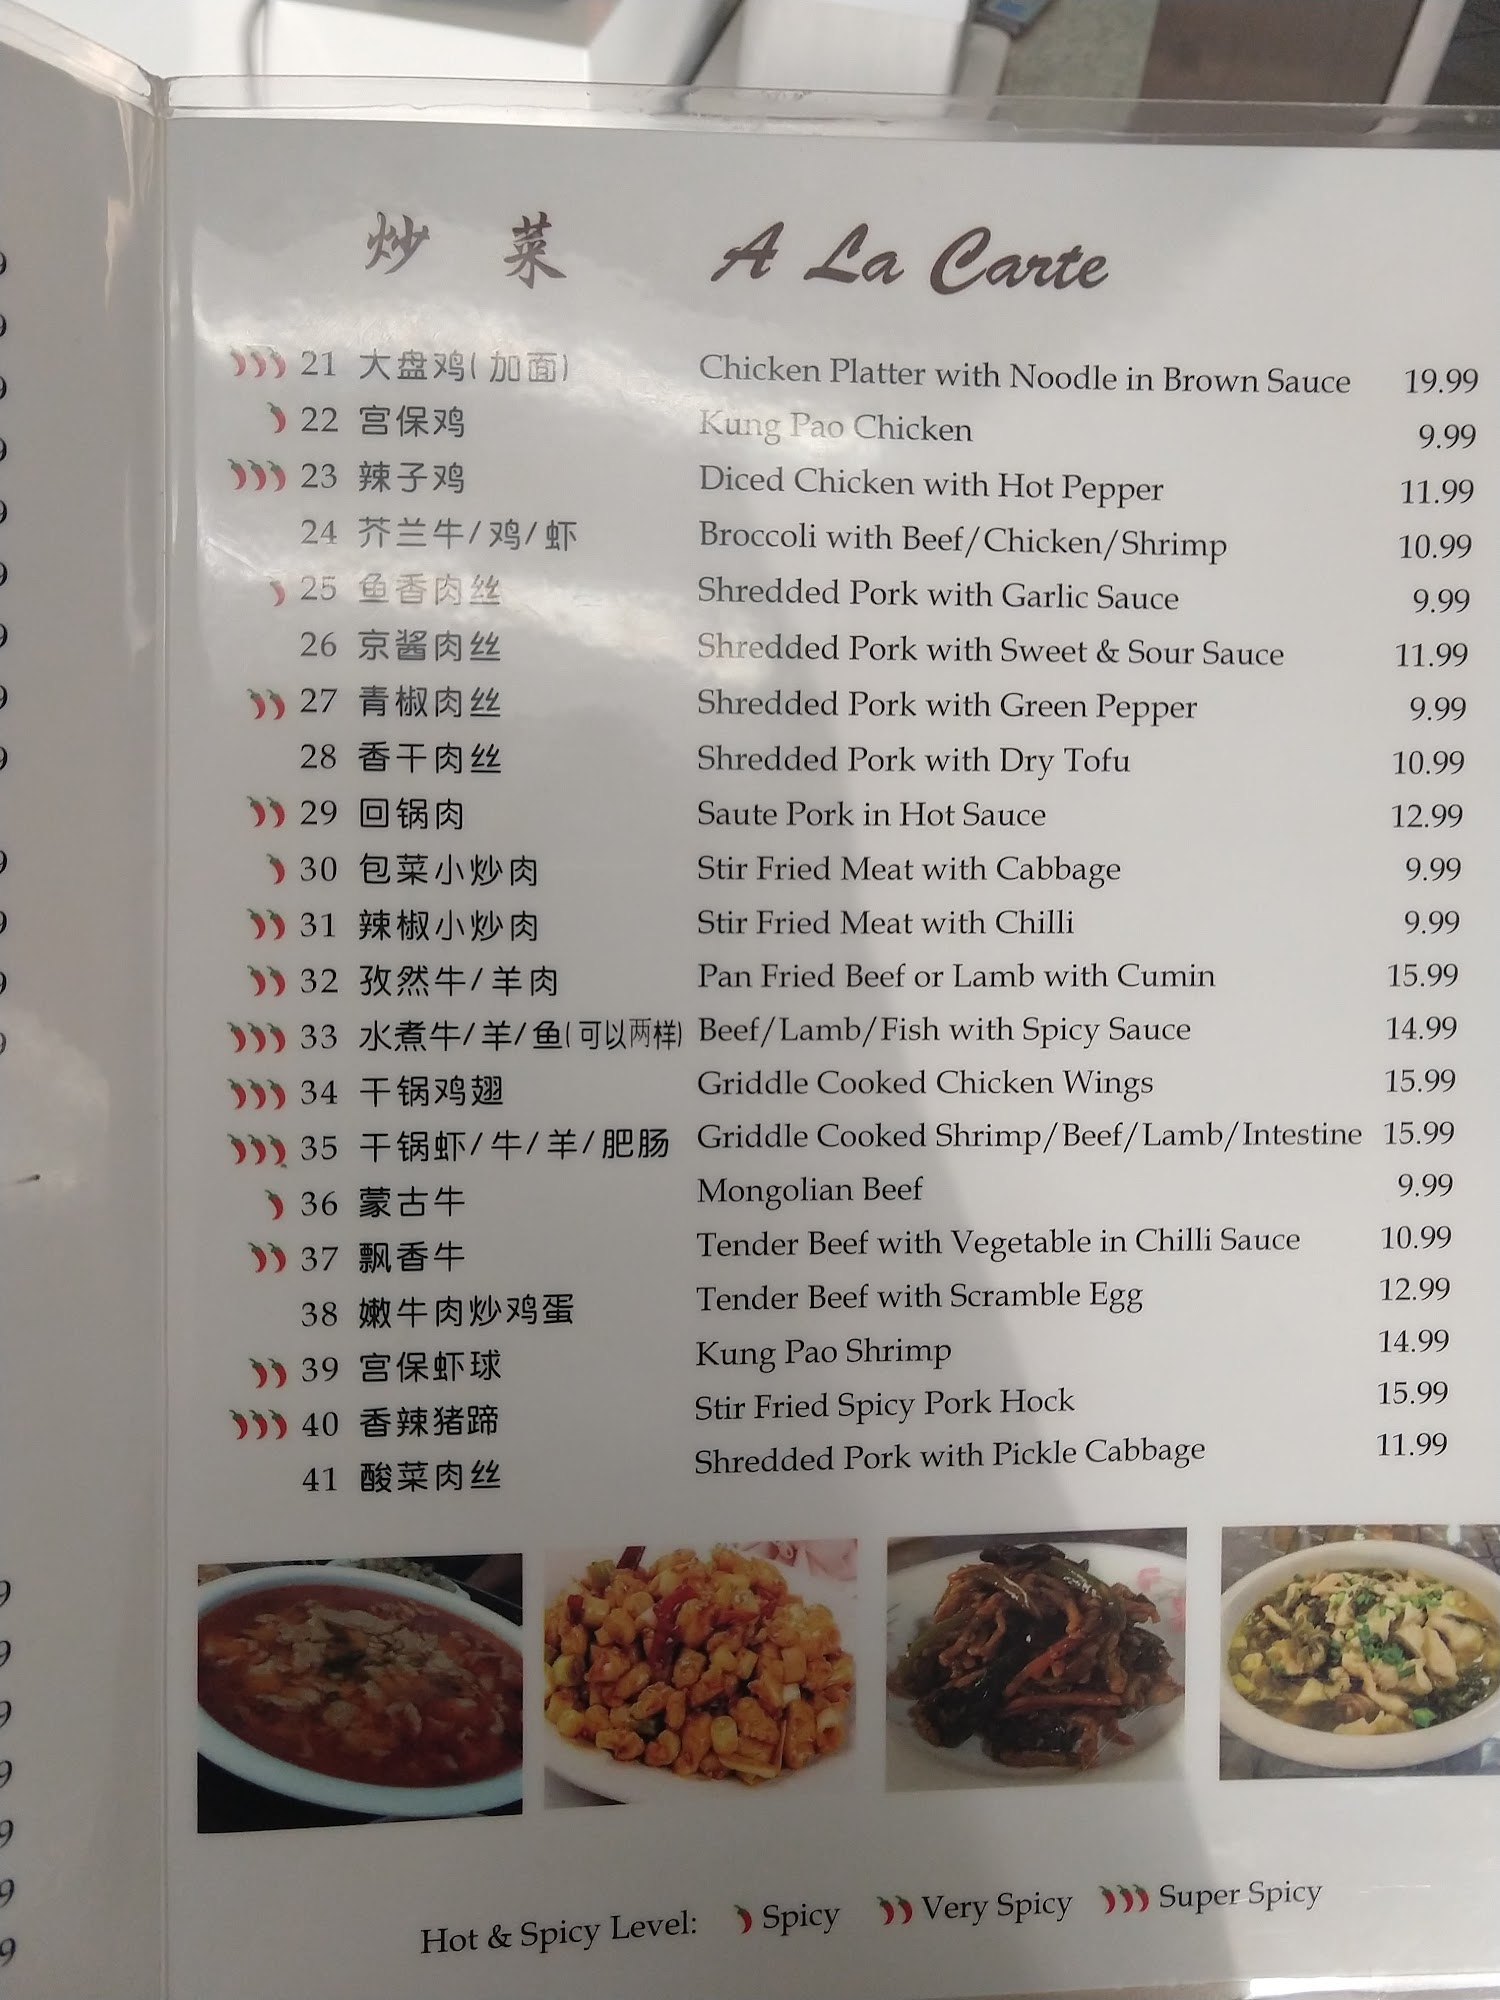 炒 菜 A La Carte
21 大盘鸡(加面) Chicken Platter with Noodle in Brown Sauce 19.99
22 宫保鸡 Kung Pao Chicken 9.99
23 辣子鸡 Diced Chicken with Hot Pepper 11.99
24 芥兰牛/鸡/虾 Broccoli with Beef/Chicken/Shrimp 10.99
25 鱼香肉丝 Shredded Pork with Garlic Sauce 9.99
26 京酱肉丝 Shredded Pork with Sweet & Sour Sauce 11.99
27 青椒肉丝 Shredded Pork with Green Pepper 9.99
28 香干肉丝 Shredded Pork with Dry Tofu 10.99
29 回锅肉 Saute Pork in Hot Sauce 12.99
30 包菜小炒肉 Stir Fried Meat with Cabbage 9.99
31 辣椒小炒肉 Stir Fried Meat with Chilli 9.99
32 孜然牛/羊肉 Pan Fried Beef or Lamb with Cumin 15.99
33 水煮牛/羊/鱼(可以两样) Beef/Lamb/Fish with Spicy Sauce 14.99
34 干锅鸡翅 Griddle Cooked Chicken Wings 15.99
35 干锅虾/牛/羊/肥肠 Griddle Cooked Shrimp/Beef/Lamb/Intestine 15.99
36 蒙古牛 Mongolian Beef 9.99
37 飘香牛 Tender Beef with Vegetable in Chilli Sauce 10.99
38 嫩牛肉炒鸡蛋 Tender Beef with Scramble Egg 12.99
39 宫保虾球 Kung Pao Shrimp 14.99
40 香辣猪蹄 Stir Fried Spicy Pork Hock 15.99
41 酸菜肉丝 Shredded Pork with Pickle Cabbage 11.99
Hot & Spicy Level: Spicy Very Spicy Super Spicy